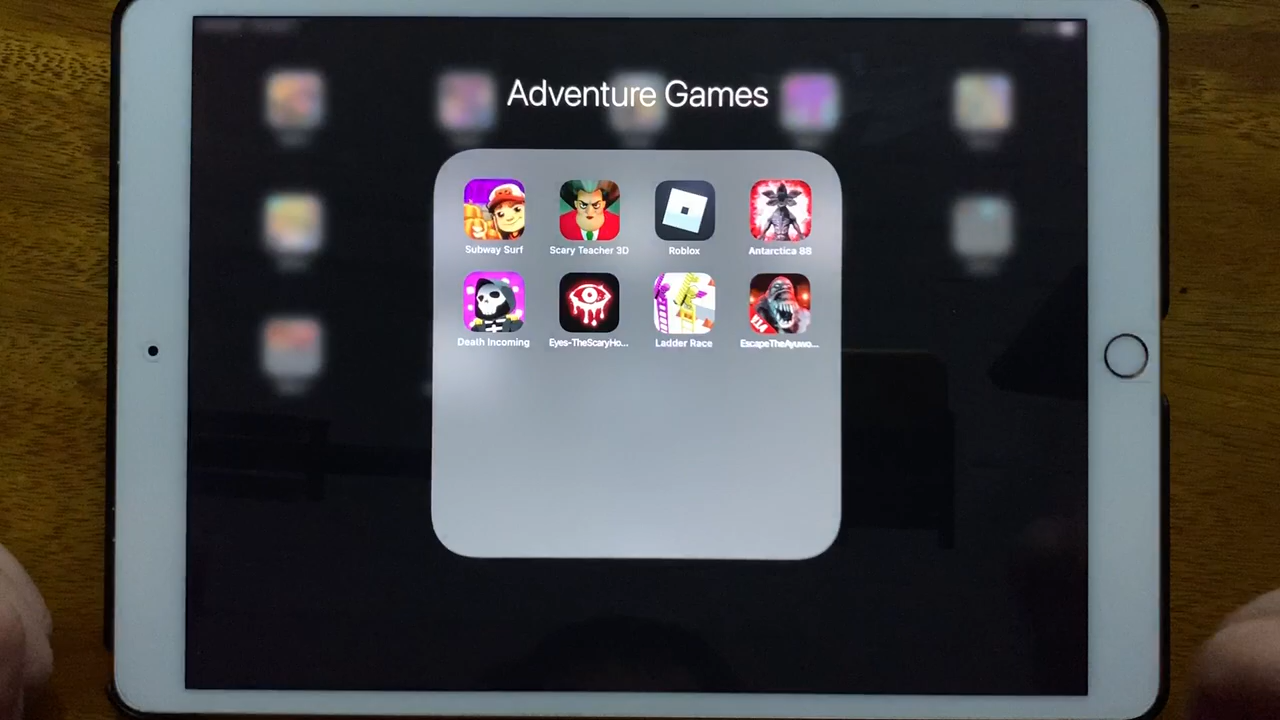 Adventure Games
Subway Surf
Scary Teacher 3D
Roblox
Antarctica 88
Death Incoming
Eyes-TheScaryHo...
Ladder Race
EscapeTheAyuwo...